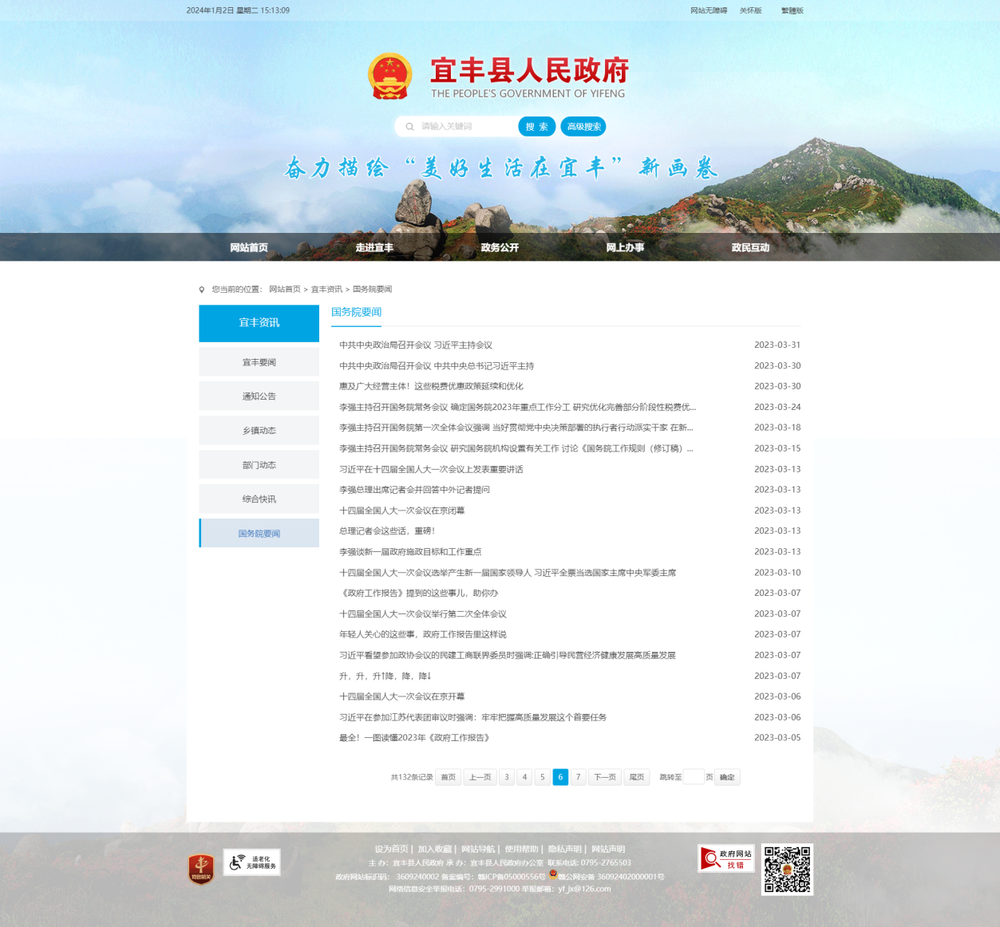 2024年1月2日 星期二 15:13:09
网站无障碍 关怀版 繁體版
宜丰县人民政府
THE PEOPLE'S GOVERNMENT OF YIFENG
请输入关键词 搜 索 高级搜索
奋力描绘“美好生活在宜丰”新画卷
网站首页 走进宜丰 政务公开 网上办事 政民互动
您当前的位置： 网站首页 > 宜丰资讯 > 国务院要闻
宜丰资讯
宜丰要闻
通知公告
乡镇动态
部门动态
综合快讯
国务院要闻
国务院要闻
中共中央政治局召开会议 习近平主持会议 2023-03-31
中共中央政治局召开会议 中共中央总书记习近平主持 2023-03-30
惠及广大经营主体！这些税费优惠政策延续和优化 2023-03-30
李强主持召开国务院常务会议 确定国务院2023年重点工作分工 研究优化完善部分阶段性税费优... 2023-03-24
李强主持召开国务院第一次全体会议强调 当好贯彻党中央决策部署的执行者行动派实干家 在新... 2023-03-18
李强主持召开国务院常务会议 研究国务院机构设置有关工作 讨论《国务院工作规则（修订稿）... 2023-03-15
习近平在十四届全国人大一次会议上发表重要讲话 2023-03-13
李强总理出席记者会并回答中外记者提问 2023-03-13
十四届全国人大一次会议在京闭幕 2023-03-13
总理记者会这些话，重磅！ 2023-03-13
李强谈新一届政府施政目标和工作重点 2023-03-13
十四届全国人大一次会议选举产生新一届国家领导人 习近平全票当选国家主席中央军委主席 2023-03-10
《政府工作报告》提到的这些事儿，助你办 2023-03-07
十四届全国人大一次会议举行第二次全体会议 2023-03-07
年轻人关心的这些事，政府工作报告里这样说 2023-03-07
习近平看望参加政协会议的民建工商联界委员时强调:正确引导民营经济健康发展高质量发展 2023-03-07
升，升，升↑降，降，降↓ 2023-03-07
十四届全国人大一次会议在京开幕 2023-03-06
习近平在参加江苏代表团审议时强调：牢牢把握高质量发展这个首要任务 2023-03-06
最全！一图读懂2023年《政府工作报告》 2023-03-05
共132条记录 首页 上一页 3 4 5 6 7 下一页 尾页 跳转至 页 确定
设为首页 | 加入收藏 | 网站导航 | 使用帮助 | 隐私声明 | 网站声明
主 办：宜丰县人民政府 承 办：宜丰县人民政府办公室 联系电话: 0795-2765503
政府网站标识码： 3609240002 备案编号：赣ICP备05000556号 赣公网安备 36092402000001号
网络信息安全举报电话：0795-2991000 举报邮箱：yf_jx@126.com
党政机关
适老化
无障碍服务
政府网站
找错